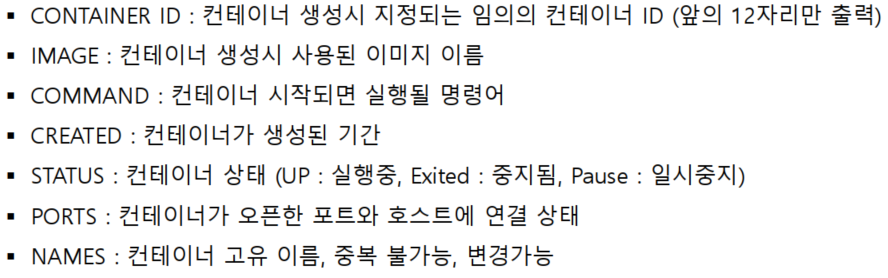 ▪ CONTAINER ID : 컨테이너 생성시 지정되는 임의의 컨테이너 ID (앞의 12자리만 출력)
▪ IMAGE : 컨테이너 생성시 사용된 이미지 이름
▪ COMMAND : 컨테이너 시작되면 실행될 명령어
▪ CREATED : 컨테이너가 생성된 기간
▪ STATUS : 컨테이너 상태 (UP : 실행중, Exited : 중지됨, Pause : 일시중지)
▪ PORTS : 컨테이너가 오픈한 포트와 호스트에 연결 상태
▪ NAMES : 컨테이너 고유 이름, 중복 불가능, 변경가능